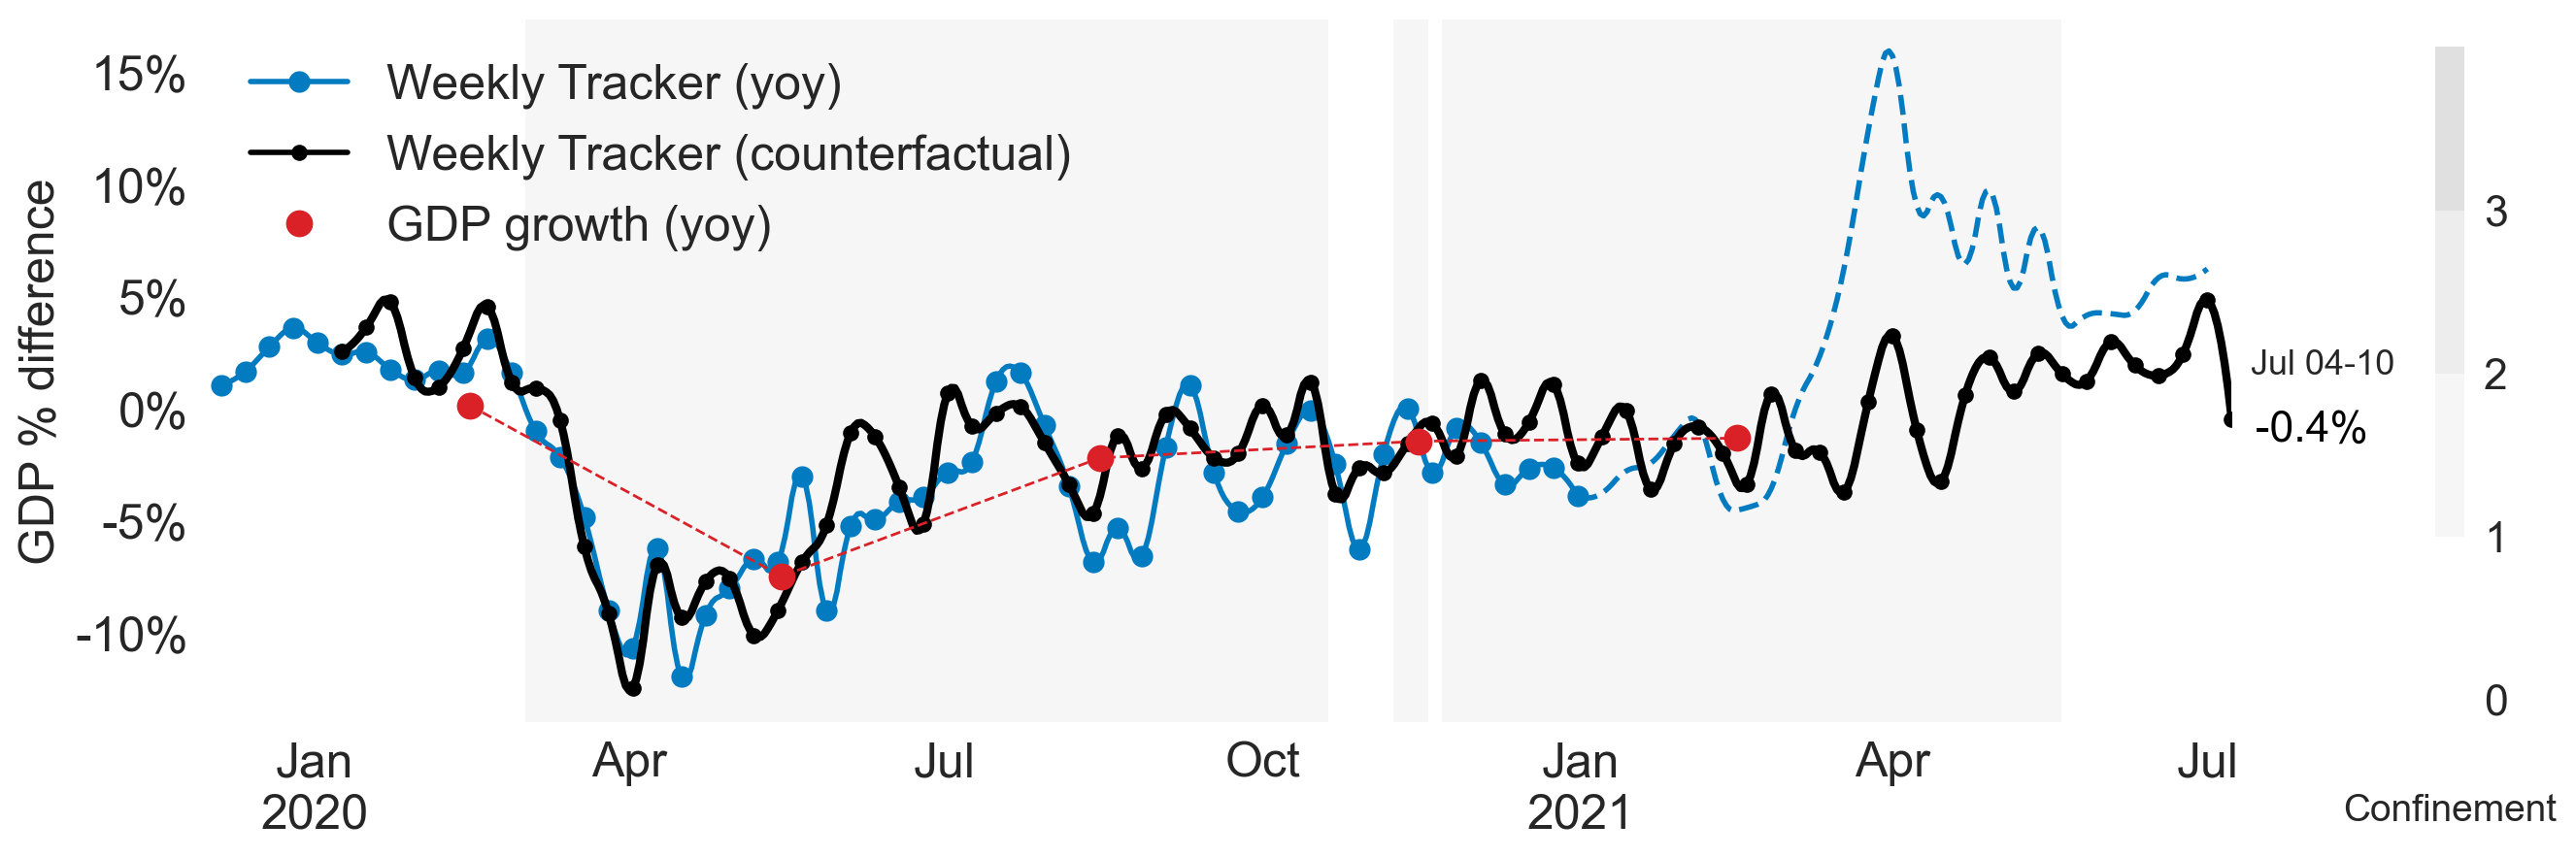 GDP % difference
15%
10%
5%
0%
-5%
-10%
Weekly Tracker (yoy)
Weekly Tracker (counterfactual)
GDP growth (yoy)
Jul 04-10
-0.4%
3
2
1
0
Jan
2020
Apr
Jul
Oct
Jan
2021
Apr
Jul
Confinement